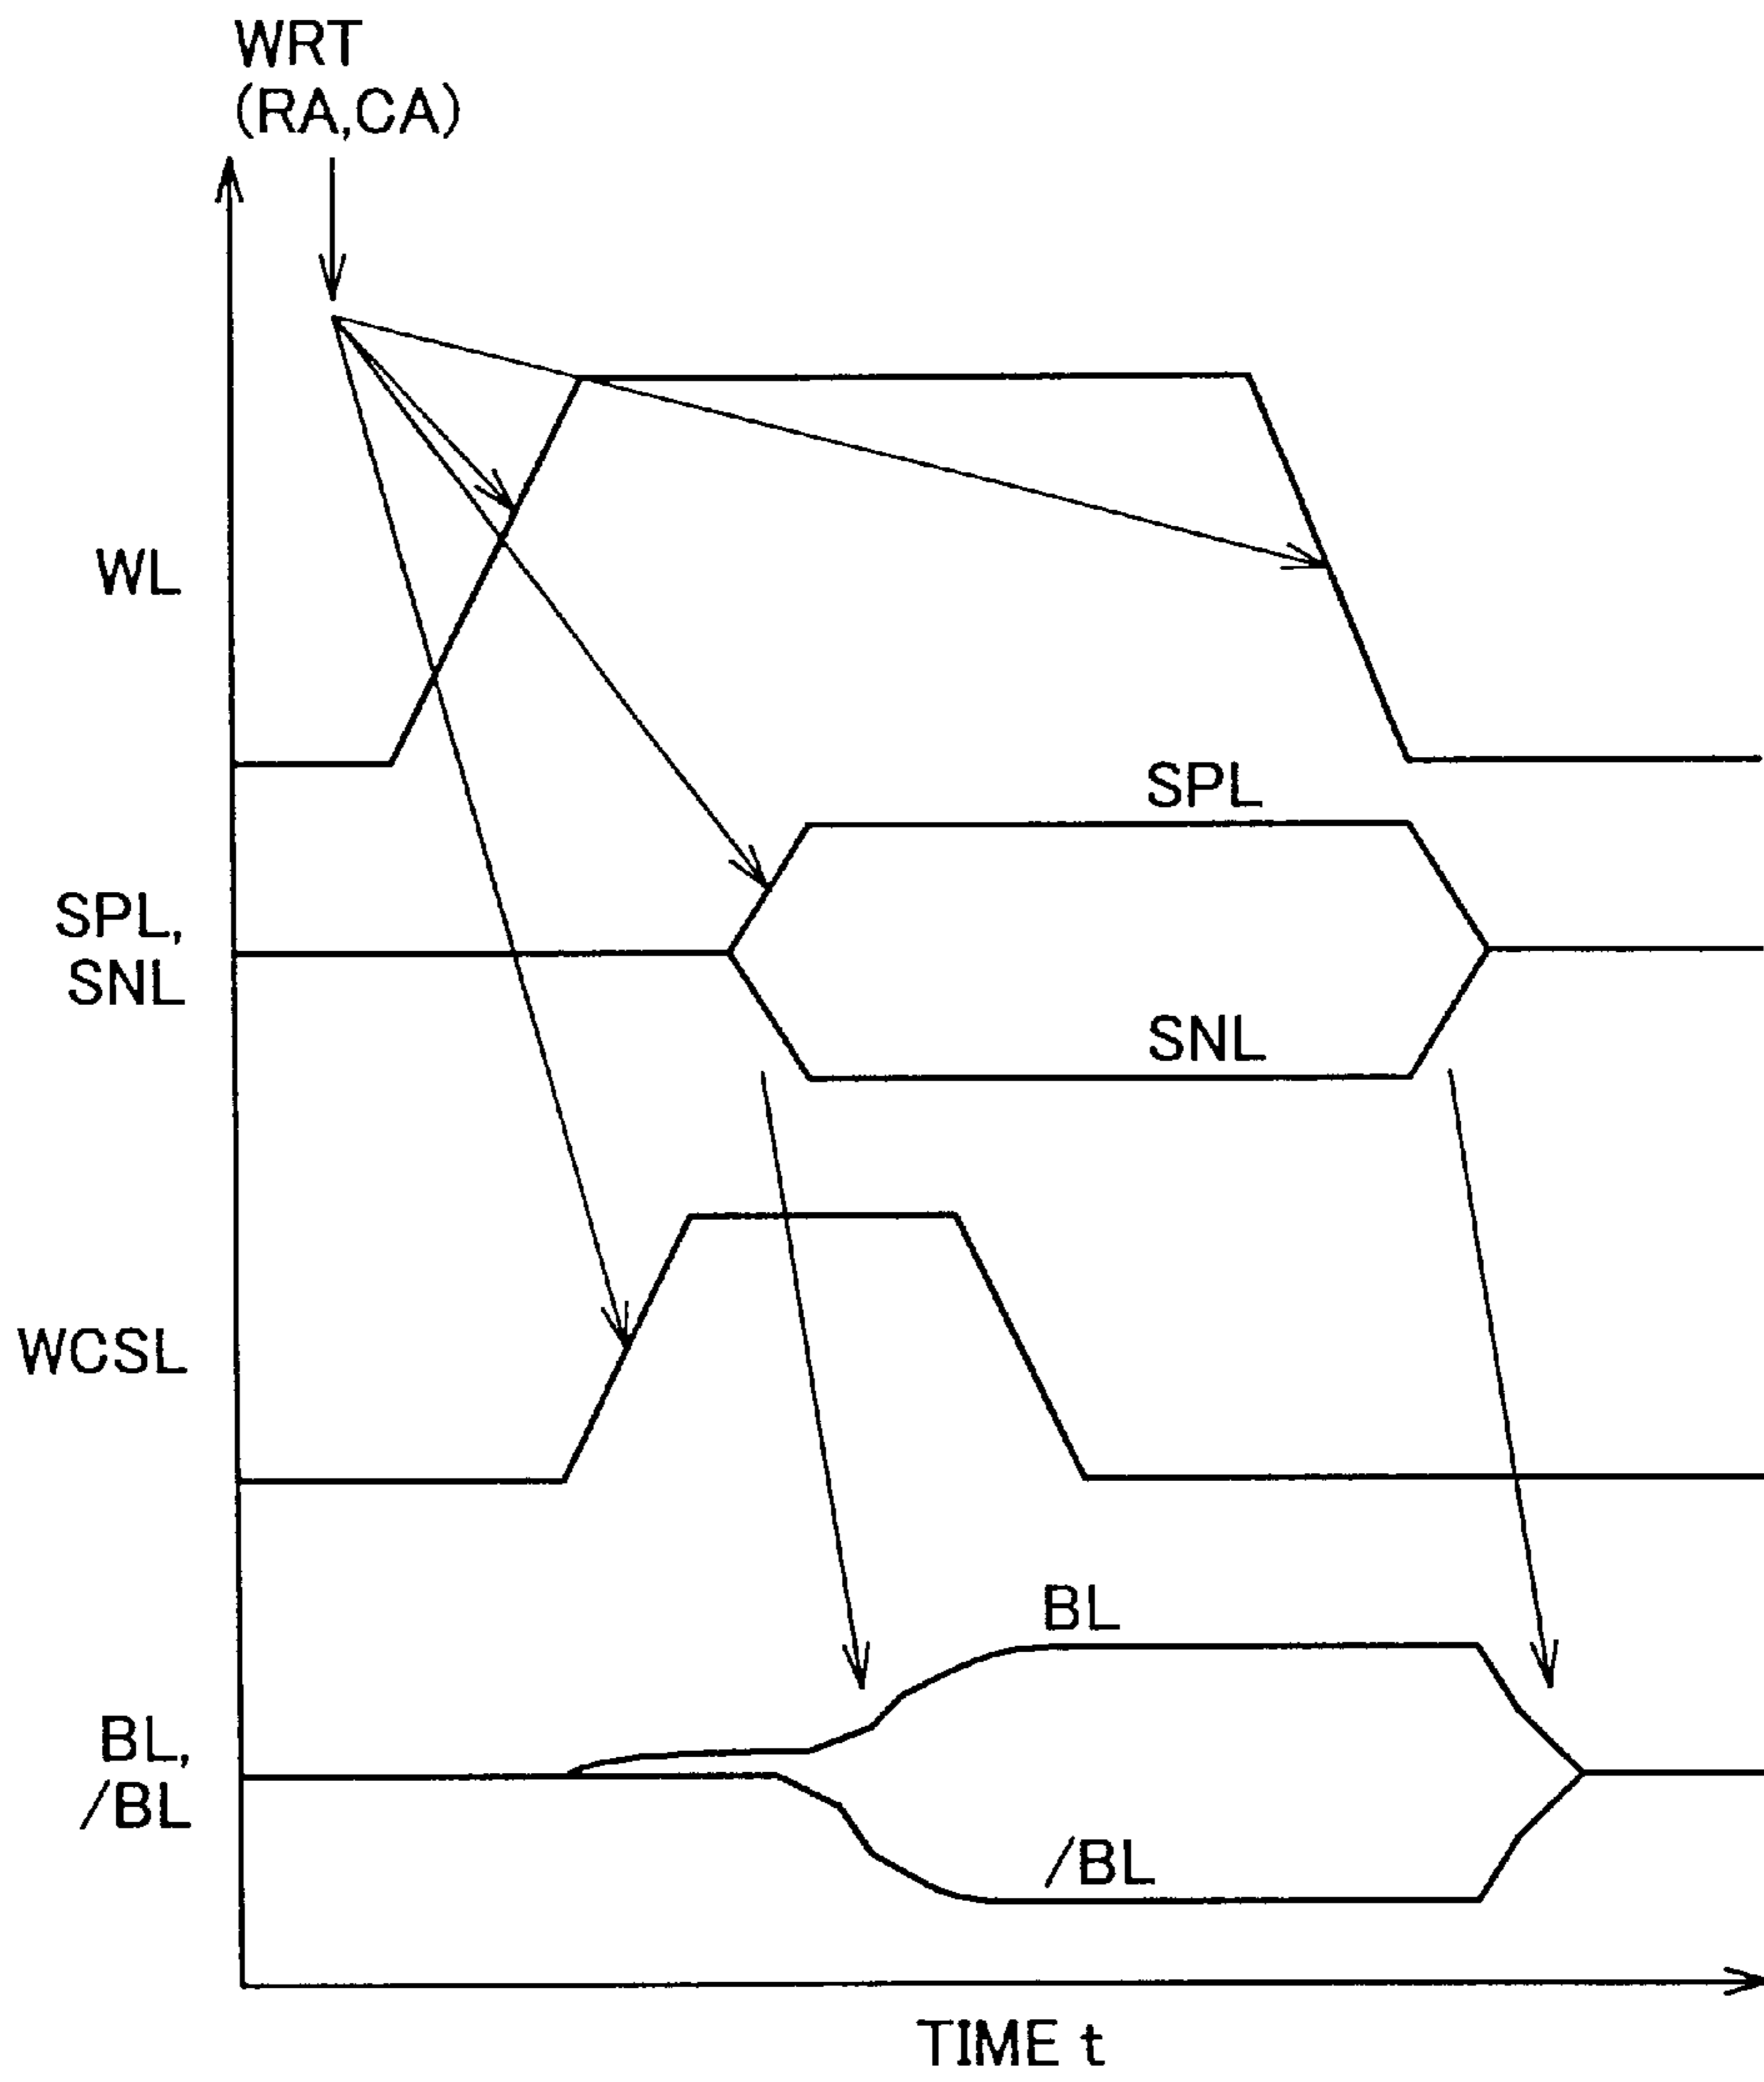 WRT
(RA,CA)
WL
SPL
SPL,
SNL
SNL
WCSL
BL
BL,
/BL
/BL
TIME t